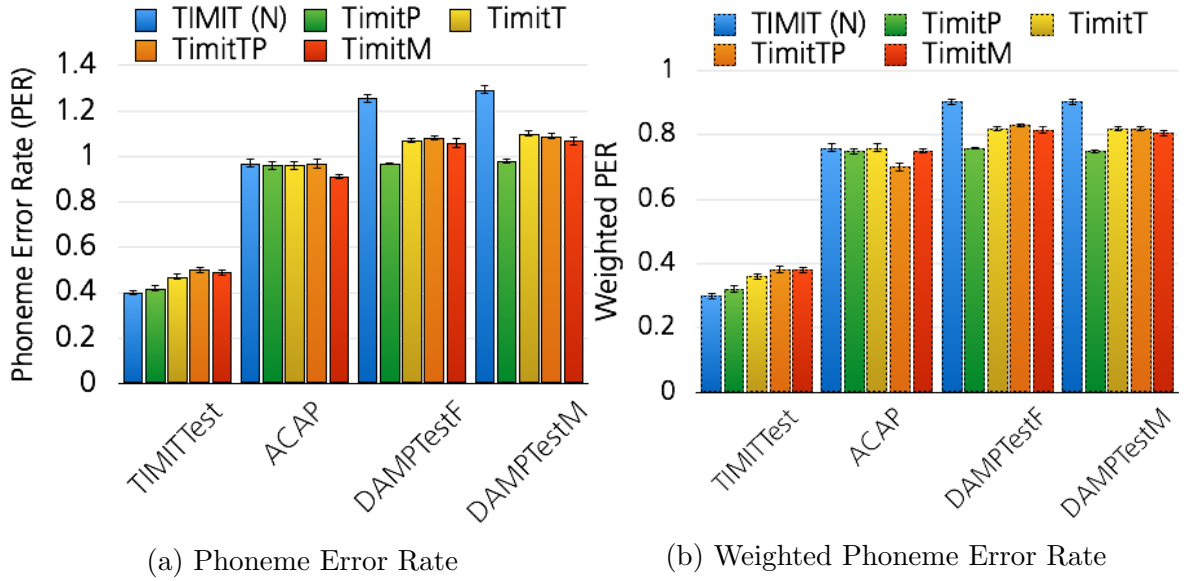 TIMIT (N) TimitP TimitT
TimitTP TimitM
Phoneme Error Rate (PER)
1.4
1.2
1
0.8
0.6
0.4
0.2
0
TIMITTest
ACAP
DAMPTestF
DAMPTestM
(a) Phoneme Error Rate
TIMIT (N) TimitP TimitT
TimitTP TimitM
Weighted PER
1
0.8
0.6
0.4
0.2
0
TIMITTest
ACAP
DAMPTestF
DAMPTestM
(b) Weighted Phoneme Error Rate